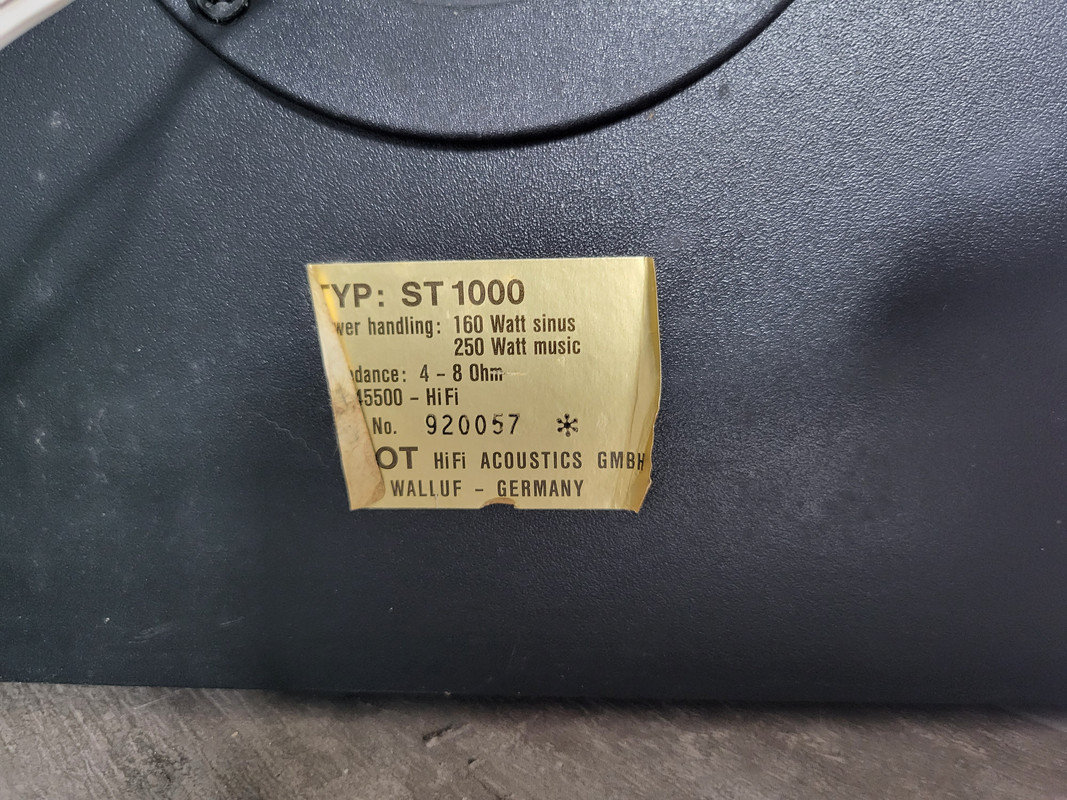 TYP: ST 1000
wer handling: 160 Watt sinus
250 Watt music
dance: 4 - 8 Ohm
45500 - HiFi
No. 920057 *
OT HiFi ACOUSTICS GMBH
WALLUF - GERMANY